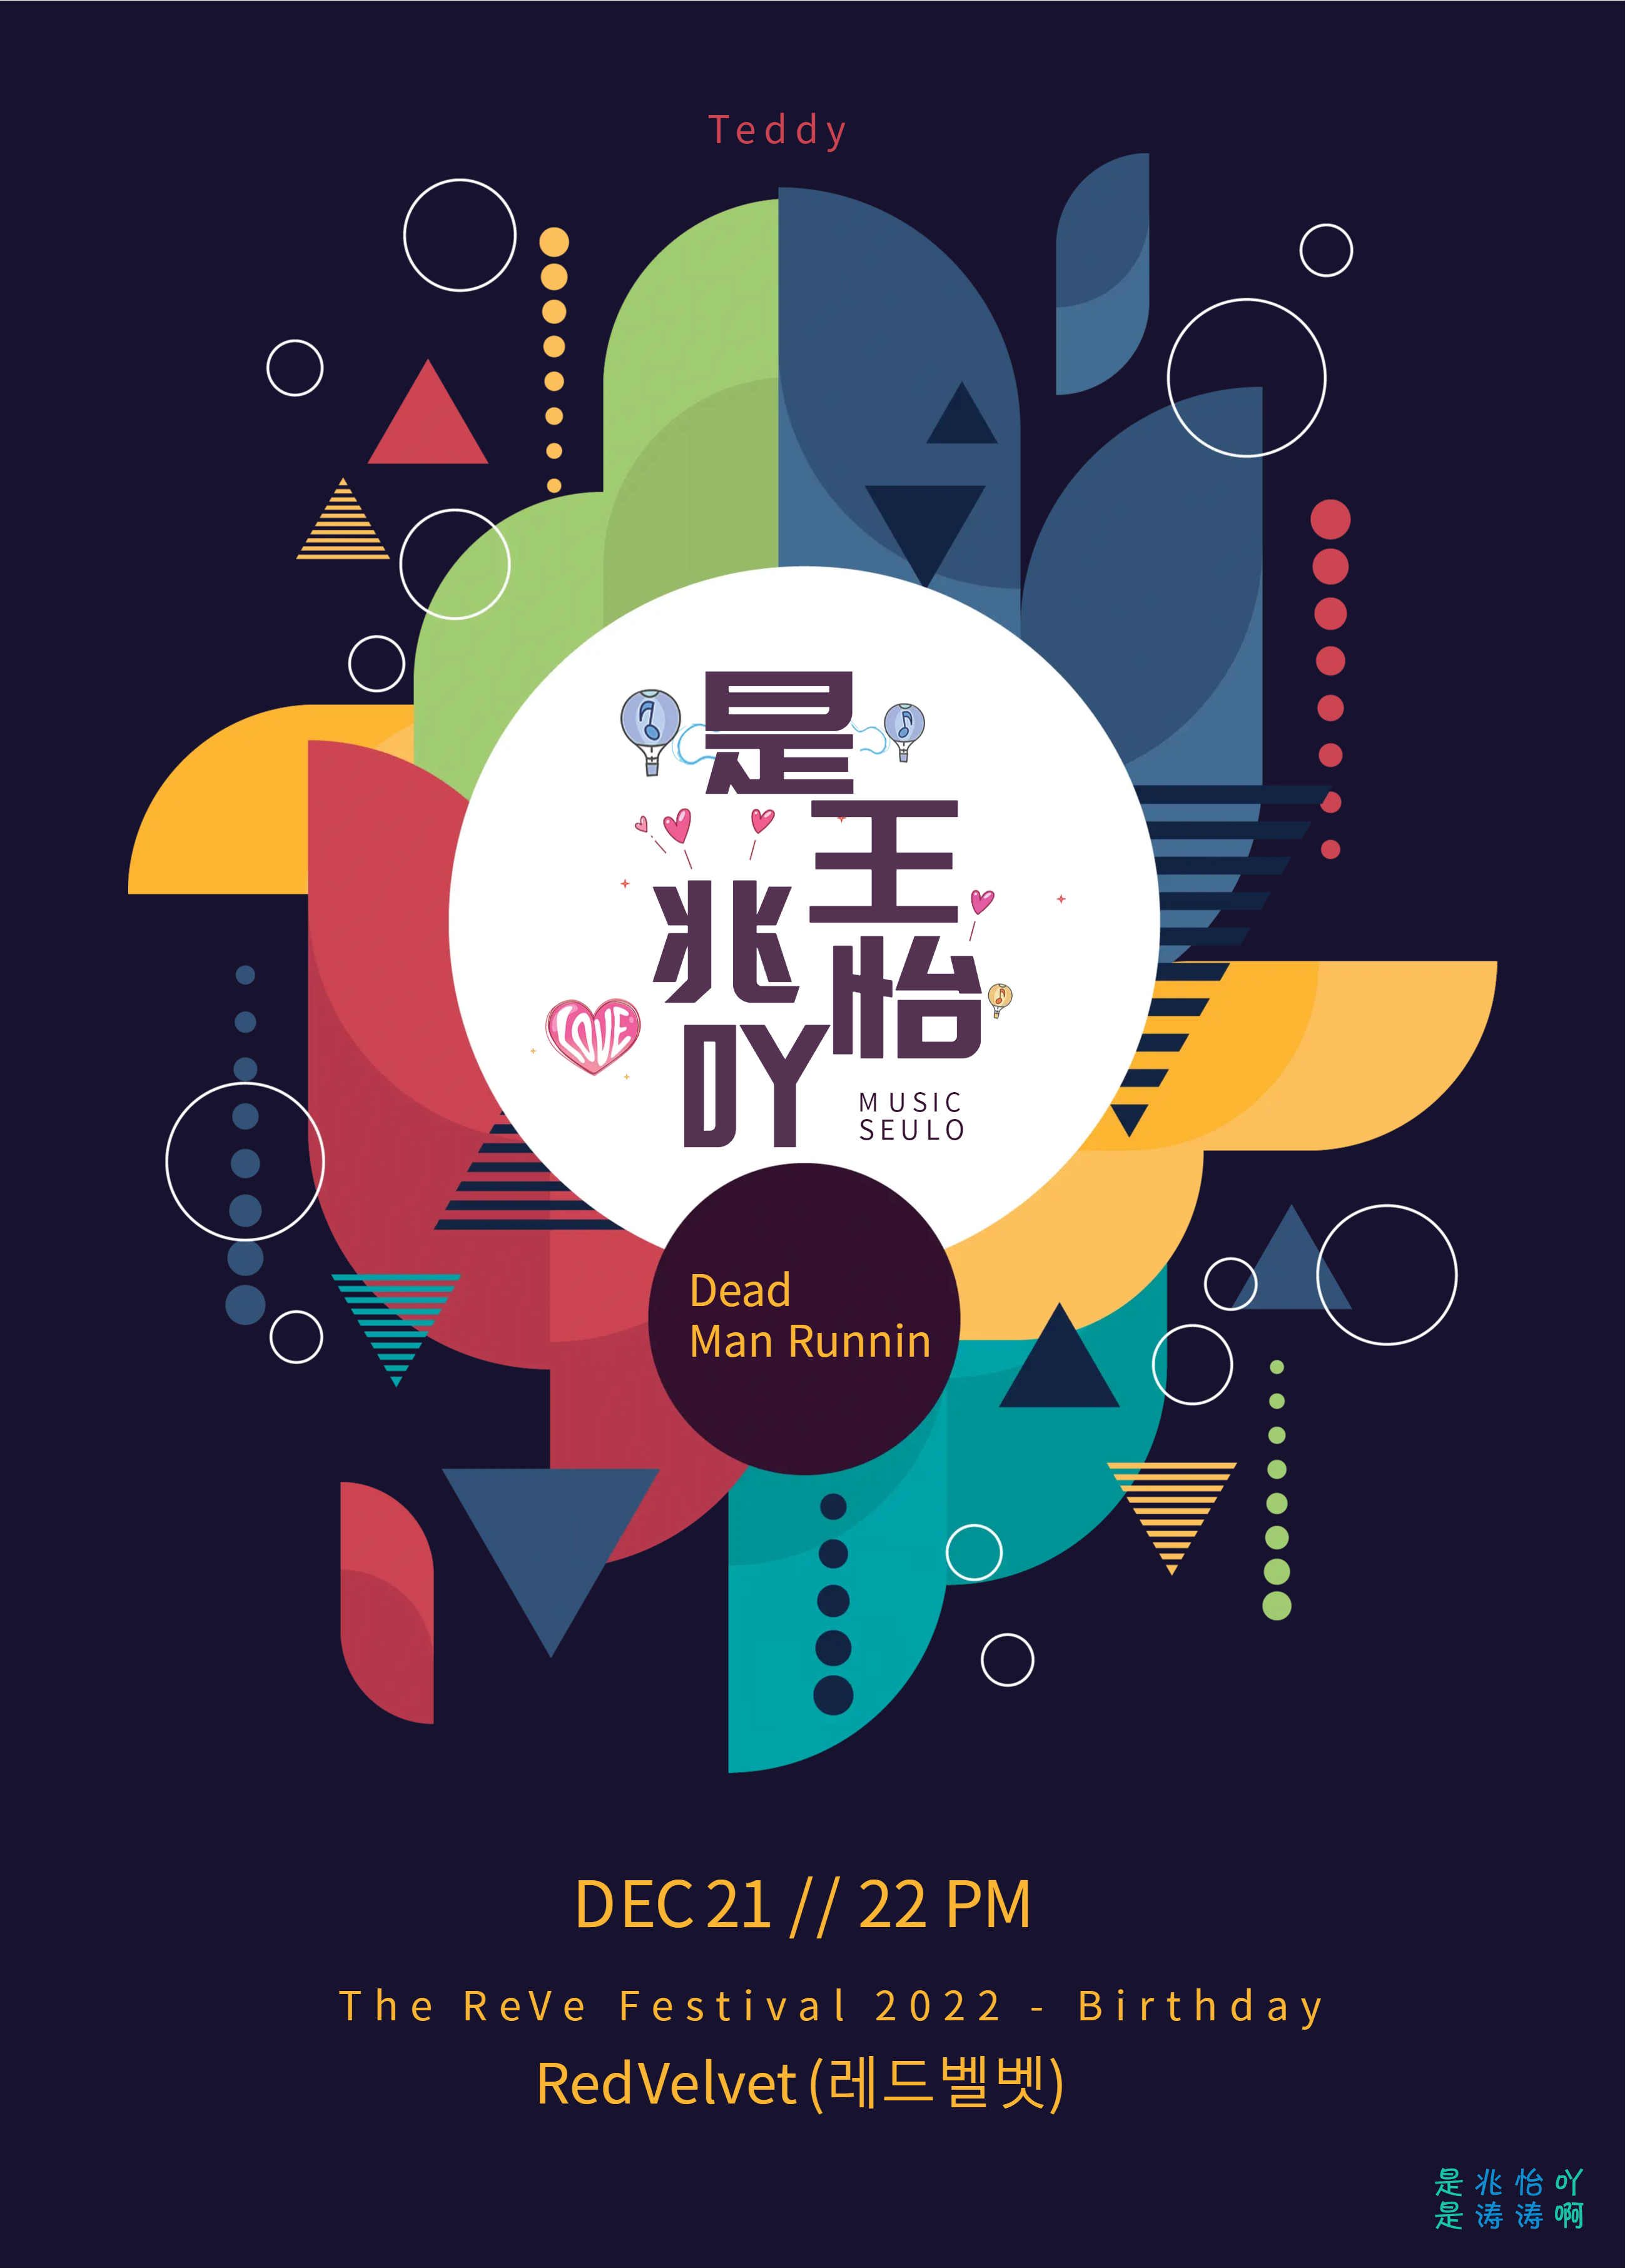 Teddy
是
王
兆
怡
吖
MUSIC
SEULO
LOVE
Dead
Man Runnin
DEC 21 // 22 PM
The ReVe Festival 2022 - Birthday
RedVelvet (레드벨벳)
是兆怡吖
是涛涛啊